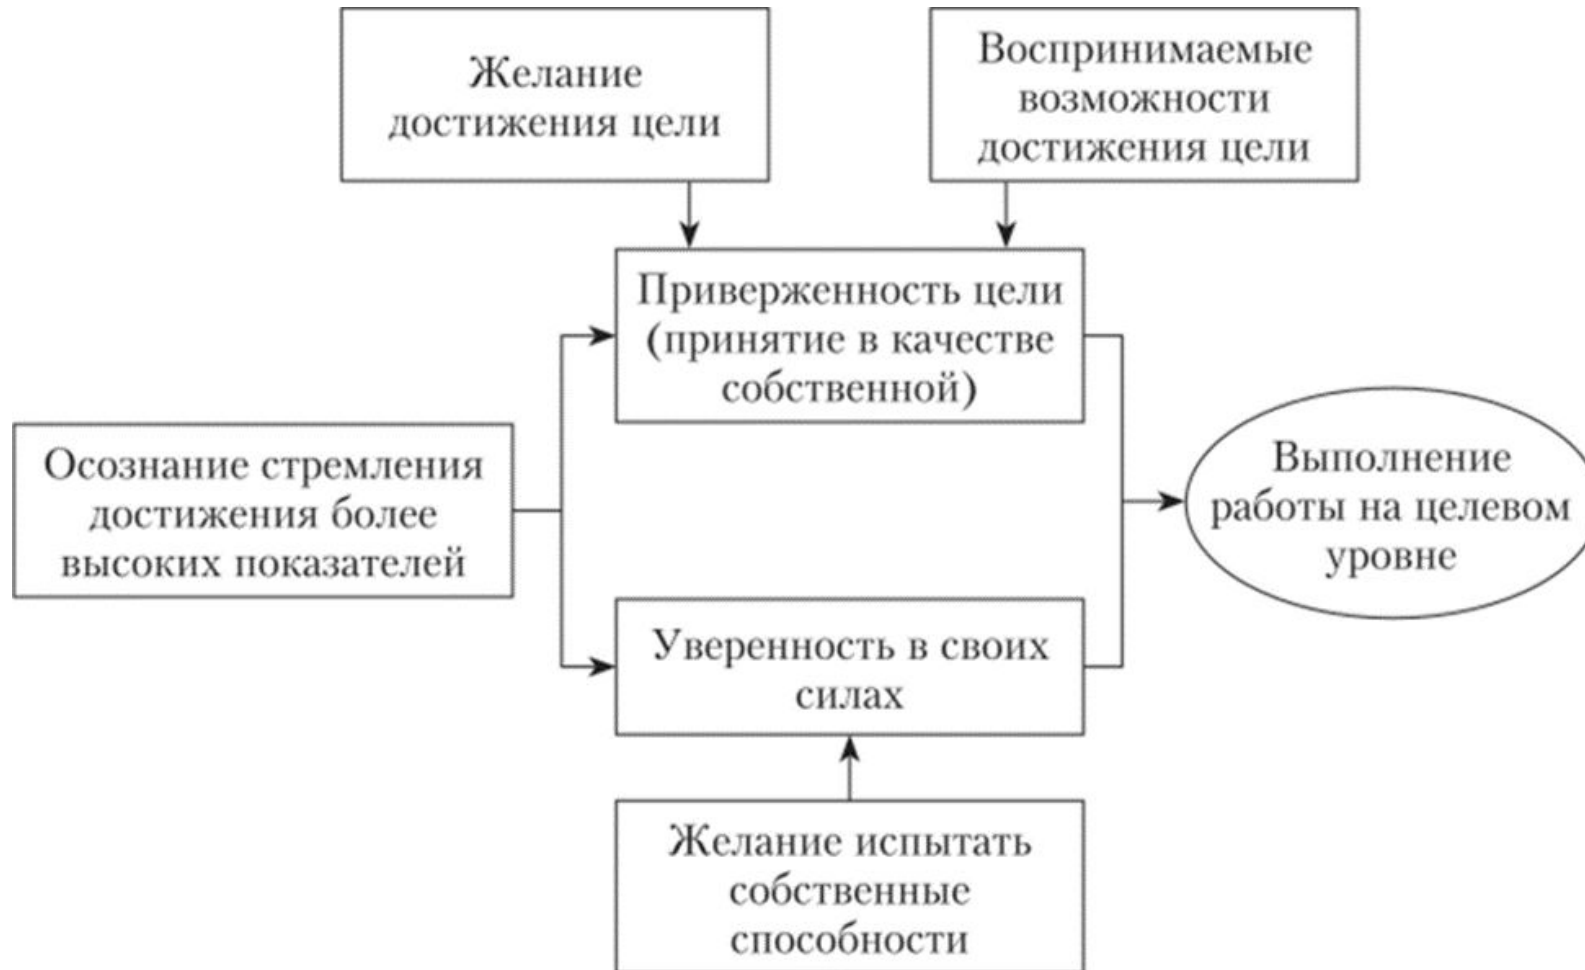 Желание
достижения цели
Воспринимаемые
возможности
достижения цели
Приверженность цели
(принятие в качестве
собственной)
Осознание стремления
достижения более
высоких показателей
Выполнение
работы на целевом
уровне
Уверенность в своих
силах
Желание испытать
собственные
способности